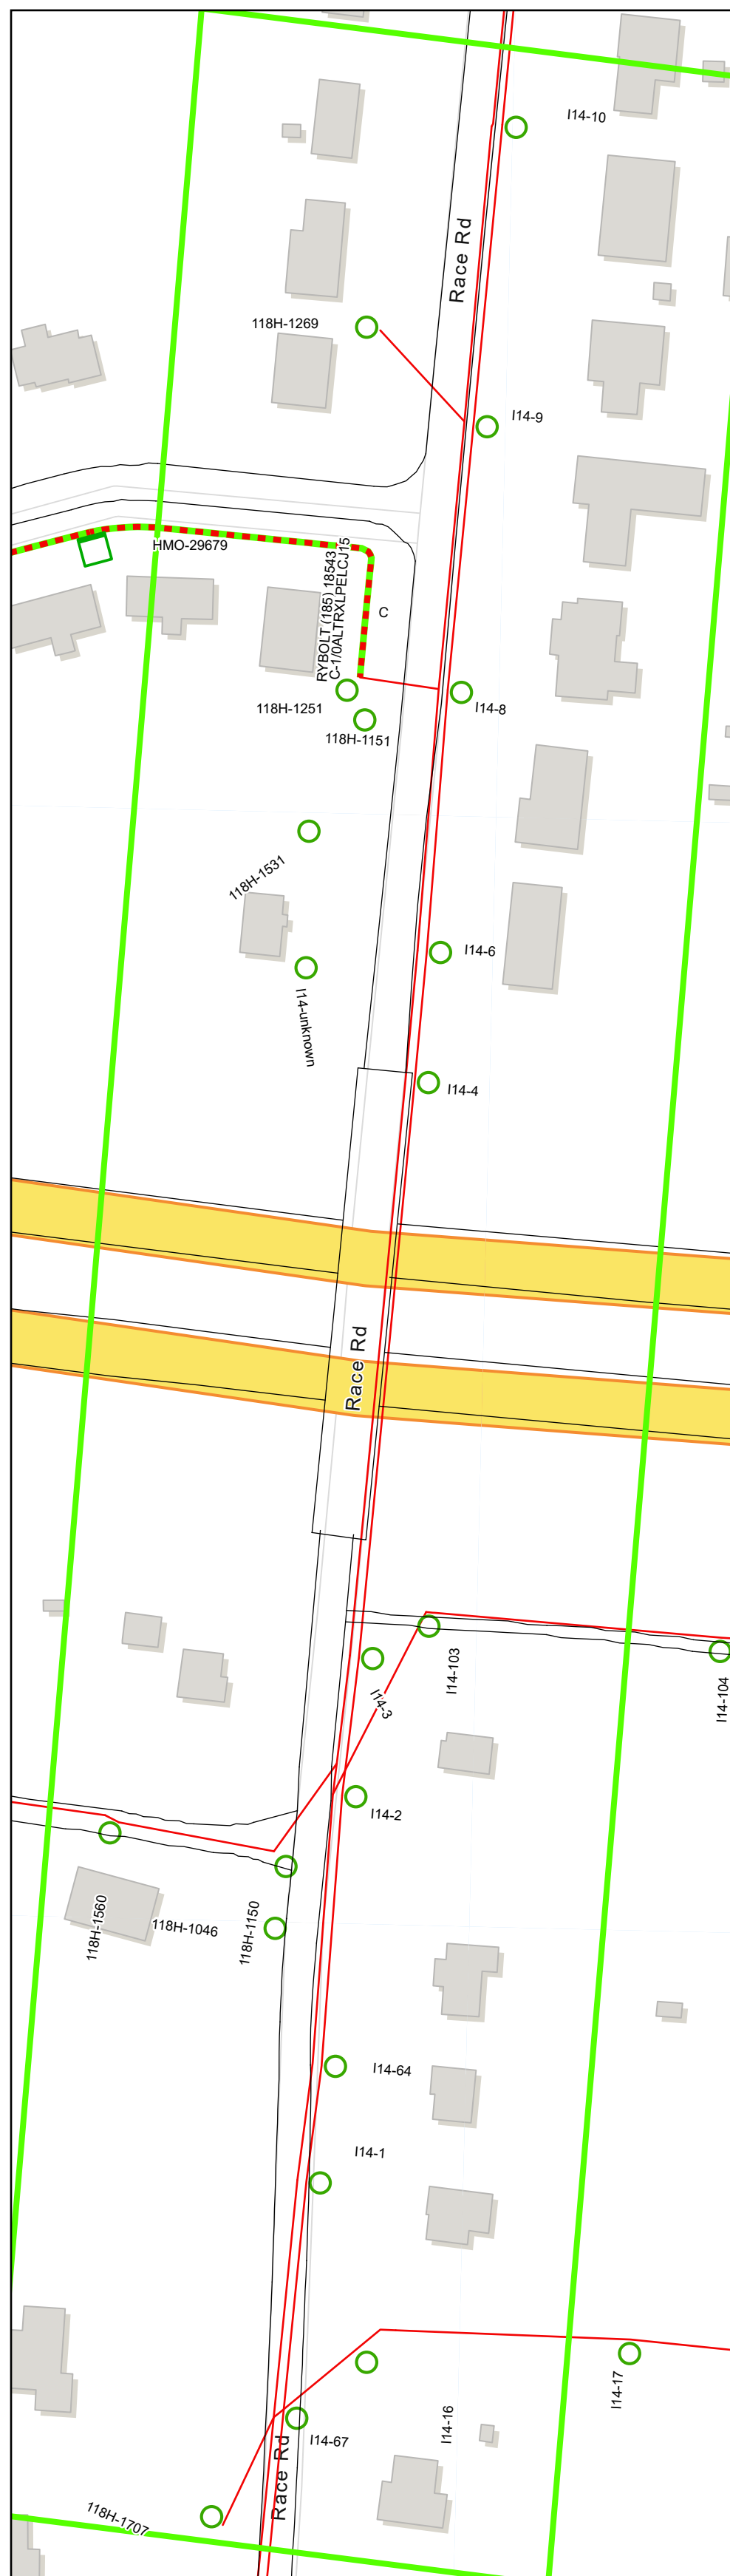 I14-10
Race Rd
118H-1269
I14-9
HMO-29679
RYBOLT (185) 18543
C-1/0ALTRXLPELCJ15
C
118H-1251
I14-8
118H-1151
118H-1531
I14-6
I14-unknown
I14-4
Race Rd
I14-103
I14-104
I14-3
I14-2
118H-1560
118H-1046
118H-1150
I14-64
I14-1
I14-17
I14-16
I14-67
Race Rd
118H-1707